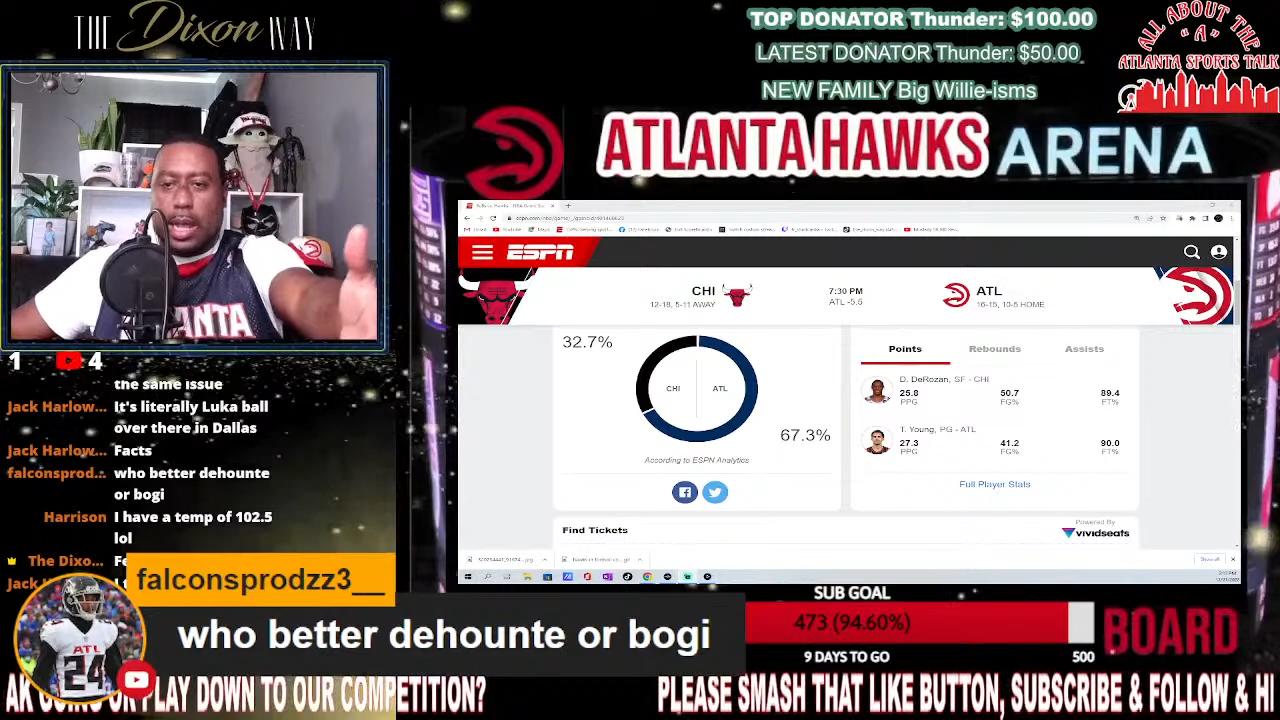 THE Dixon WAY
TOP DONATOR Thunder: $100.00
LATEST DONATOR Thunder: $50.00
NEW FAMILY Big Willie-isms
ALL ABOUT THE
"A"
ATLANTA SPORTS TALK
ATLANTA HAWKS ARENA
ESPN
CHI
12-18, 5-11 AWAY
7:30 PM
ATL -5.5
ATL
16-15, 10-5 HOME
32.7%
CHI
ATL
67.3%
According to ESPN Analytics
Points
Rebounds
Assists
D. DeRozan, SF - CHI
25.8
50.7
89.4
PPG
FG%
FT%
T. Young, PG - ATL
27.3
41.2
90.0
PPG
FG%
FT%
Full Player Stats
Find Tickets
Powered By
vividseats
ANTA
1
4
the same issue
Jack Harlow... It's literally Luka ball
over there in Dallas
Jack Harlow... Facts
falconsprod... who better dehounte
or bogi
Harrison I have a temp of 102.5
lol
The Dixo...
falconsprodzz3__
who better dehounte or bogi
ATL
24
SUB GOAL
473 (94.60%)
9 DAYS TO GO
500
BOARD
PLAY DOWN TO OUR COMPETITION?
PLEASE SMASH THAT LIKE BUTTON, SUBSCRIBE & FOLLOW & HI